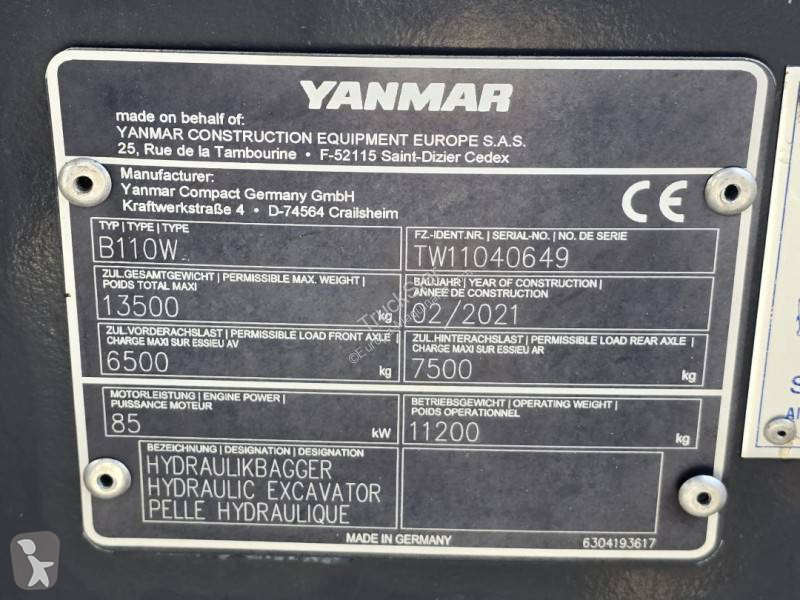 YANMAR
made on behalf of:
YANMAR CONSTRUCTION EQUIPMENT EUROPE S.A.S.
25, Rue de la Tambourine • F-52115 Saint-Dizier Cedex
Manufacturer:
Yanmar Compact Germany GmbH
Kraftwerkstraße 4 • D-74564 Crailsheim
CE
TYP | TYPE | TYPE
B110W
FZ.-IDENT.NR. | SERIAL-NO. | NO. DE SERIE
TW11040649
ZUL.GESAMTGEWICHT | PERMISSIBLE MAX. WEIGHT |
POIDS TOTAL MAXI
13500 kg
BAUJAHR | YEAR OF CONSTRUCTION |
ANNEE DE CONSTRUCTION
02/2021
ZUL.VORDERACHSLAST | PERMISSIBLE LOAD FRONT AXLE |
CHARGE MAXI SUR ESSIEU AV
6500 kg
ZUL.HINTERACHSLAST | PERMISSIBLE LOAD REAR AXLE |
CHARGE MAXI SUR ESSIEU AR
7500 kg
MOTORLEISTUNG | ENGINE POWER |
PUISSANCE MOTEUR
85 kW
BETRIEBSGEWICHT | OPERATING WEIGHT |
POIDS OPERATIONNEL
11200 kg
BEZEICHNUNG | DESIGNATION | DESIGNATION
HYDRAULIKBAGGER
HYDRAULIC EXCAVATOR
PELLE HYDRAULIQUE
MADE IN GERMANY
6304193617